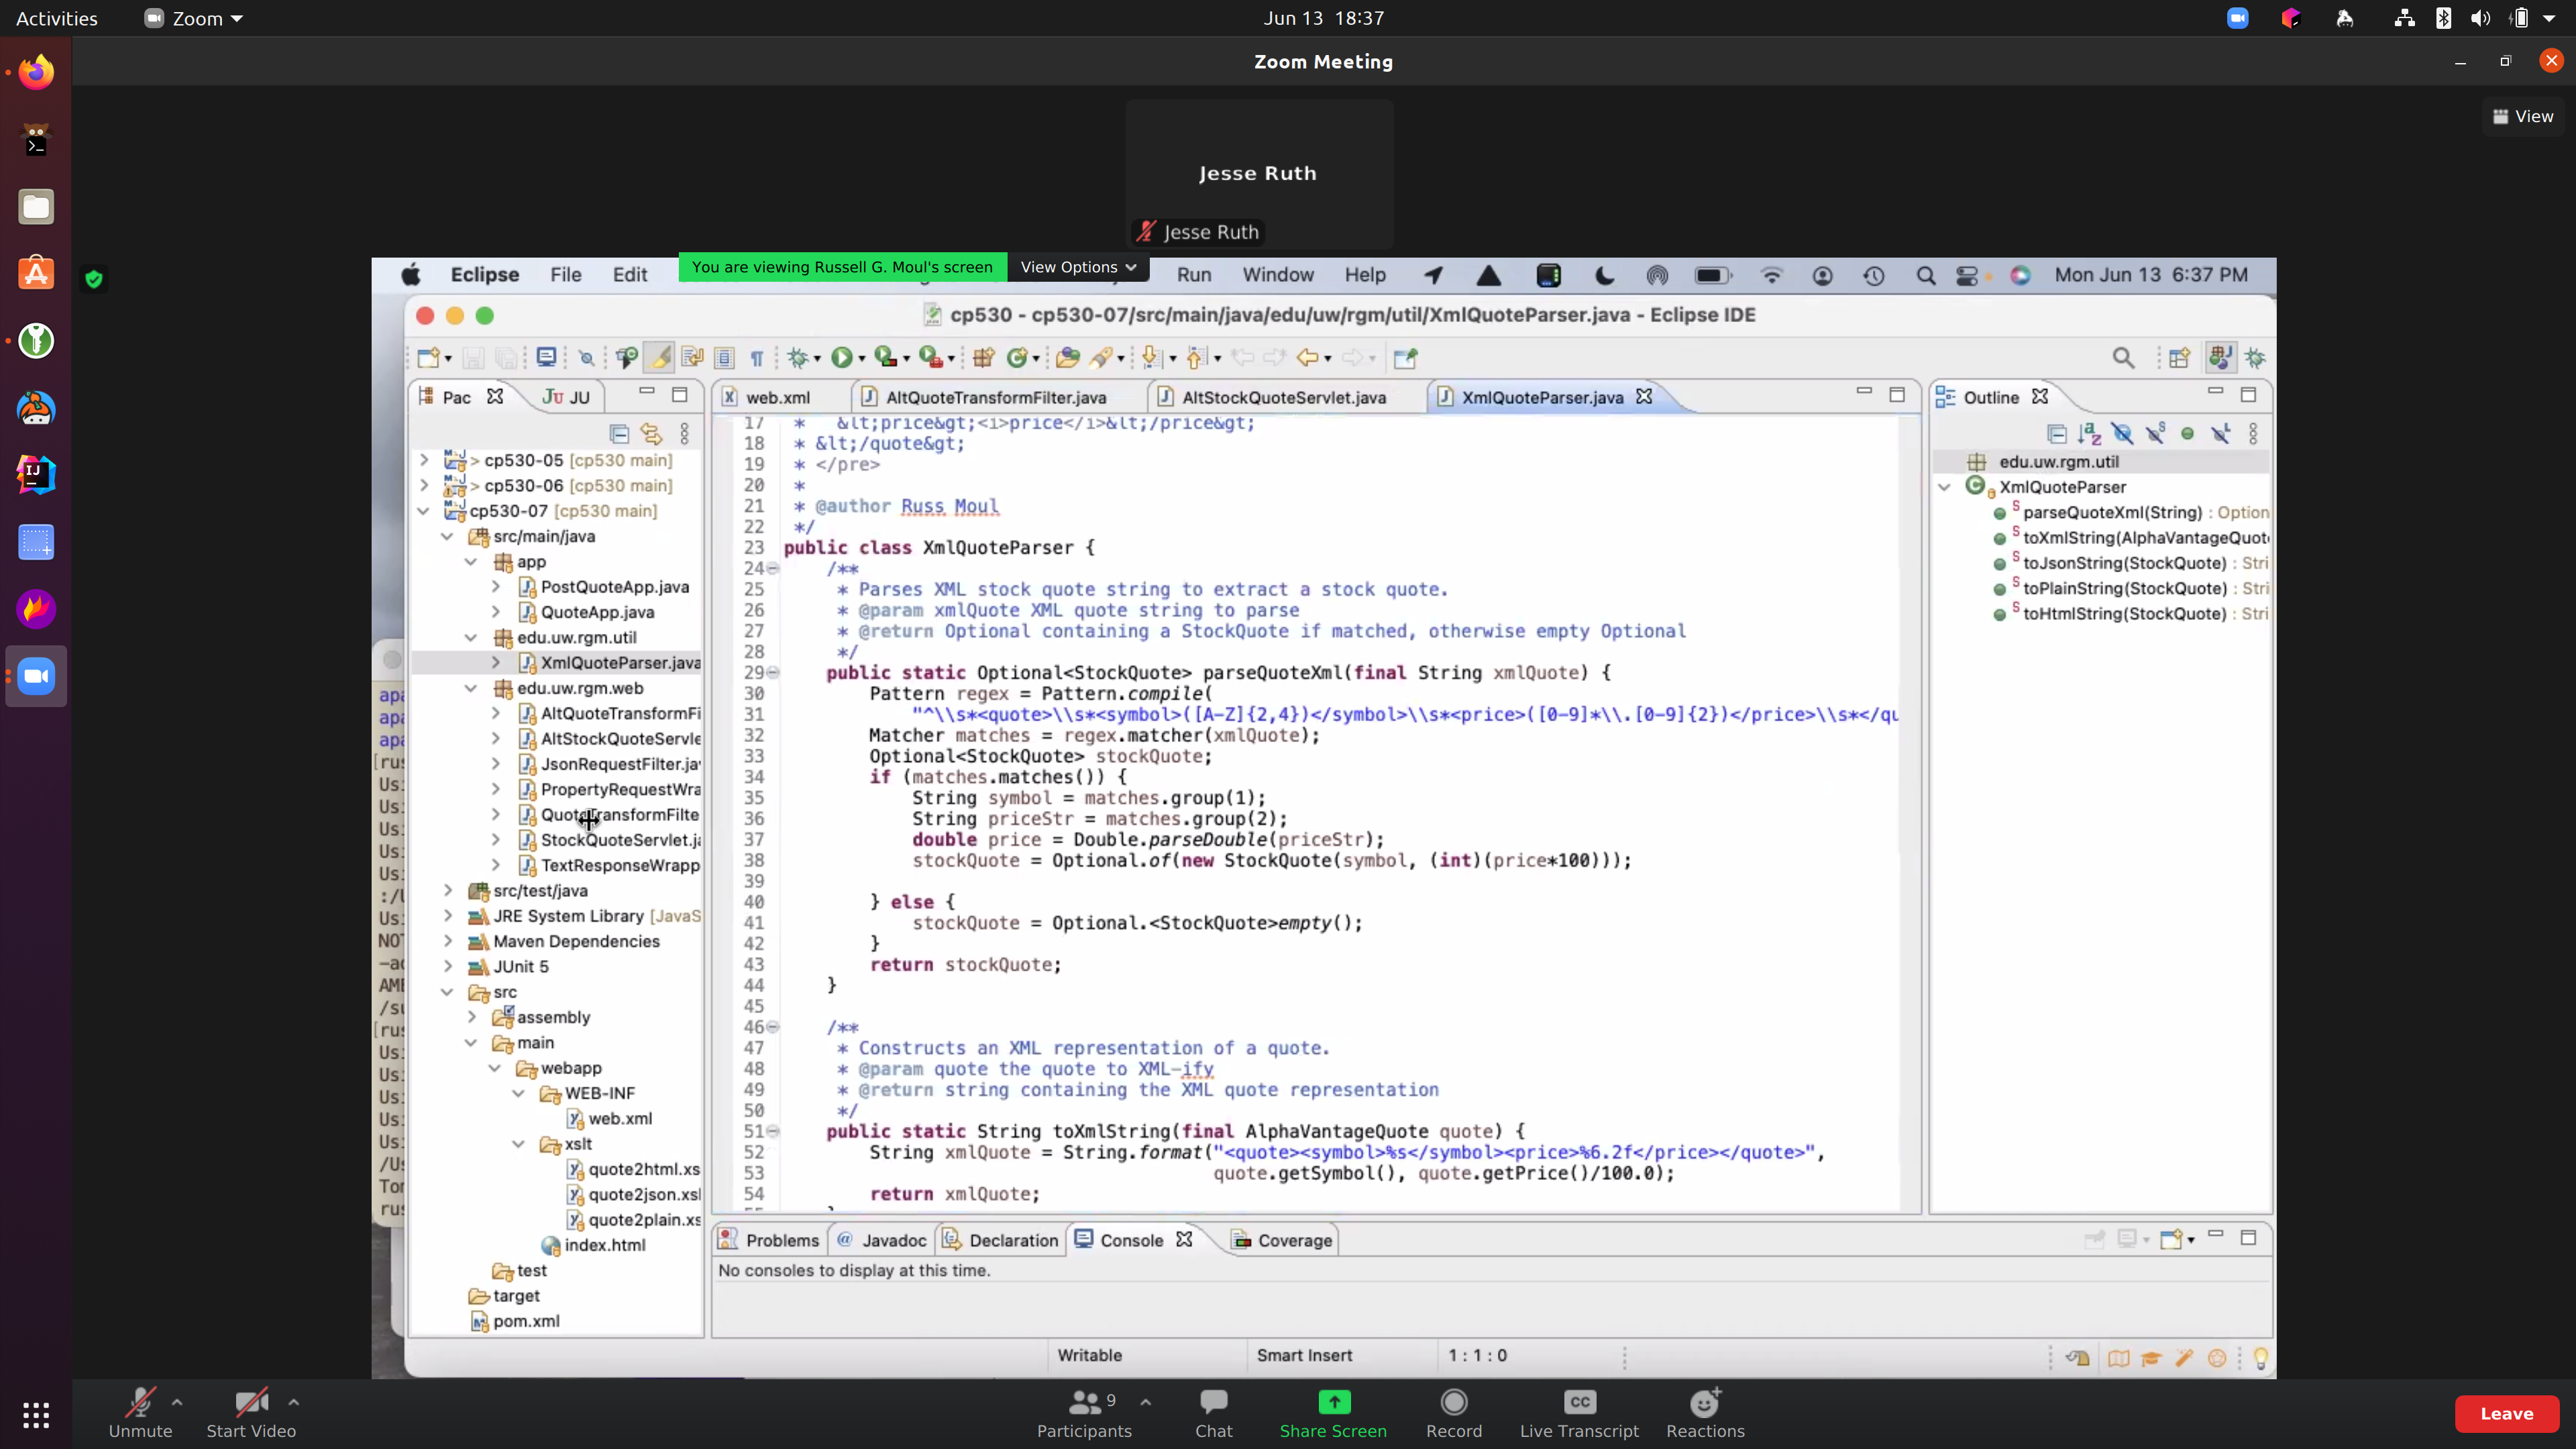 Activities Zoom Jun 13 18:37
Zoom Meeting
View
Jesse Ruth
Jesse Ruth
You are viewing Russell G. Moul's screen View Options
Eclipse File Edit Run Window Help Mon Jun 13 6:37 PM
cp530 - cp530-07/src/main/java/edu/uw/rgm/util/XmlQuoteParser.java - Eclipse IDE
Pac JU JU
web.xml AltQuoteTransformFilter.java AltStockQuoteServlet.java XmlQuoteParser.java
Outline
> cp530-05 [cp530 main]
> cp530-06 [cp530 main]
cp530-07 [cp530 main]
src/main/java
app
PostQuoteApp.java
QuoteApp.java
edu.uw.rgm.util
XmlQuoteParser.java
edu.uw.rgm.web
AltQuoteTransformFi
AltStockQuoteServle
JsonRequestFilter.jav
PropertyRequestWra
QuoteTransformFilte
StockQuoteServlet.ja
TextResponseWrapp
src/test/java
JRE System Library [JavaS
Maven Dependencies
JUnit 5
src
assembly
main
webapp
WEB-INF
web.xml
xslt
quote2html.xs
quote2json.xsl
quote2plain.xs
index.html
test
target
pom.xml
17 * &lt;price&gt;<i>price</i>&lt;/price&gt;
18 * &lt;/quote&gt;
19 * </pre>
20 *
21 * @author Russ Moul
22 */
23 public class XmlQuoteParser {
24 /**
25 * Parses XML stock quote string to extract a stock quote.
26 * @param xmlQuote XML quote string to parse
27 * @return Optional containing a StockQuote if matched, otherwise empty Optional
28 */
29 public static Optional<StockQuote> parseQuoteXml(final String xmlQuote) {
30 Pattern regex = Pattern.compile(
31 "^\\s*<quote>\\s*<symbol>([A-Z]{2,4})</symbol>\\s*<price>([0-9]*\\.[0-9]{2})</price>\\s*</qu
32 Matcher matches = regex.matcher(xmlQuote);
33 Optional<StockQuote> stockQuote;
34 if (matches.matches()) {
35 String symbol = matches.group(1);
36 String priceStr = matches.group(2);
37 double price = Double.parseDouble(priceStr);
38 stockQuote = Optional.of(new StockQuote(symbol, (int)(price*100)));
39
40 } else {
41 stockQuote = Optional.<StockQuote>empty();
42 }
43 return stockQuote;
44 }
45
46 /**
47 * Constructs an XML representation of a quote.
48 * @param quote the quote to XML-ify
49 * @return string containing the XML quote representation
50 */
51 public static String toXmlString(final AlphaVantageQuote quote) {
52 String xmlQuote = String.format("<quote><symbol>%s</symbol><price>%6.2f</price></quote>",
53 quote.getSymbol(), quote.getPrice()/100.0);
54 return xmlQuote;
edu.uw.rgm.util
XmlQuoteParser
parseQuoteXml(String) : Option
toXmlString(AlphaVantageQuot
toJsonString(StockQuote) : Stri
toPlainString(StockQuote) : Stri
toHtmlString(StockQuote) : Stri
Problems Javadoc Declaration Console Coverage
No consoles to display at this time.
Writable Smart Insert 1 : 1 : 0
Unmute Start Video Participants 9 Chat Share Screen Record Live Transcript Reactions Leave